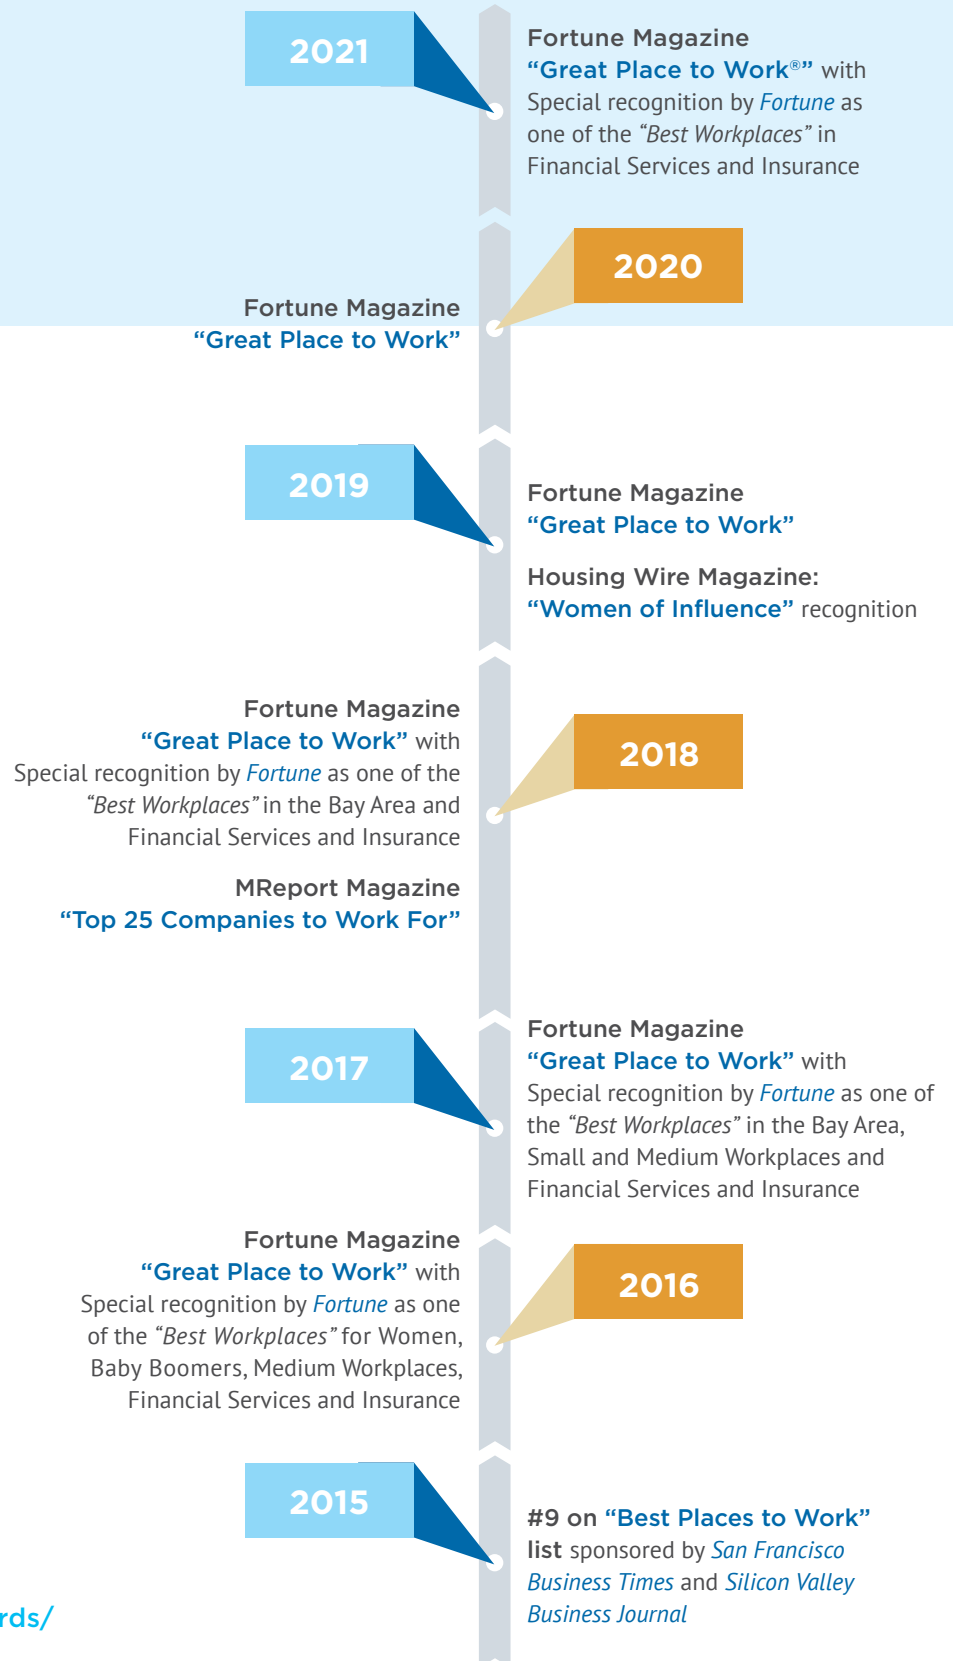 2021
Fortune Magazine
“Great Place to Work®” with
Special recognition by Fortune as
one of the “Best Workplaces” in
Financial Services and Insurance
2020
Fortune Magazine
“Great Place to Work”
2019
Fortune Magazine
“Great Place to Work”
Housing Wire Magazine:
“Women of Influence” recognition
2018
Fortune Magazine
“Great Place to Work” with
Special recognition by Fortune as one of the
“Best Workplaces” in the Bay Area and
Financial Services and Insurance
MReport Magazine
“Top 25 Companies to Work For”
2017
Fortune Magazine
“Great Place to Work” with
Special recognition by Fortune as one of
the “Best Workplaces” in the Bay Area,
Small and Medium Workplaces and
Financial Services and Insurance
2016
Fortune Magazine
“Great Place to Work” with
Special recognition by Fortune as one
of the “Best Workplaces” for Women,
Baby Boomers, Medium Workplaces,
Financial Services and Insurance
2015
#9 on “Best Places to Work”
list sponsored by San Francisco
Business Times and Silicon Valley
Business Journal
rds/